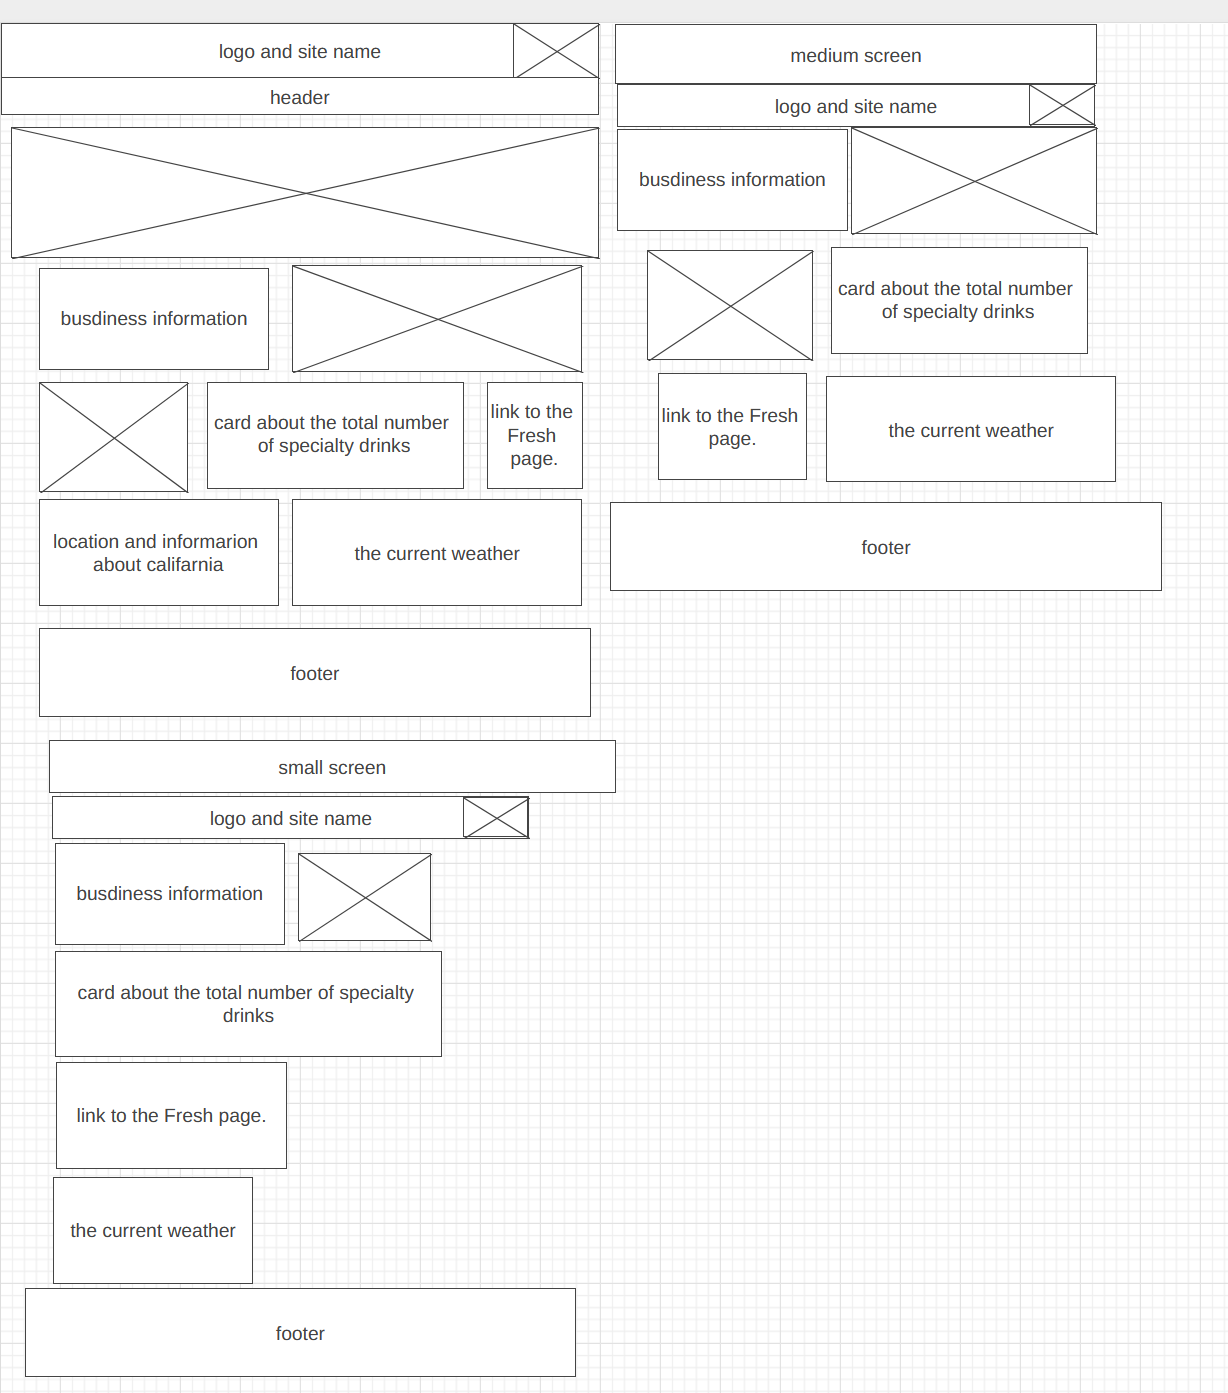 logo and site name
header
busdiness information
card about the total number
of specialty drinks
link to the
Fresh
page.
location and informarion
about califarnia
the current weather
footer
medium screen
logo and site name
busdiness information
card about the total number
of specialty drinks
link to the Fresh
page.
the current weather
footer
small screen
logo and site name
busdiness information
card about the total number of specialty
drinks
link to the Fresh page.
the current weather
footer